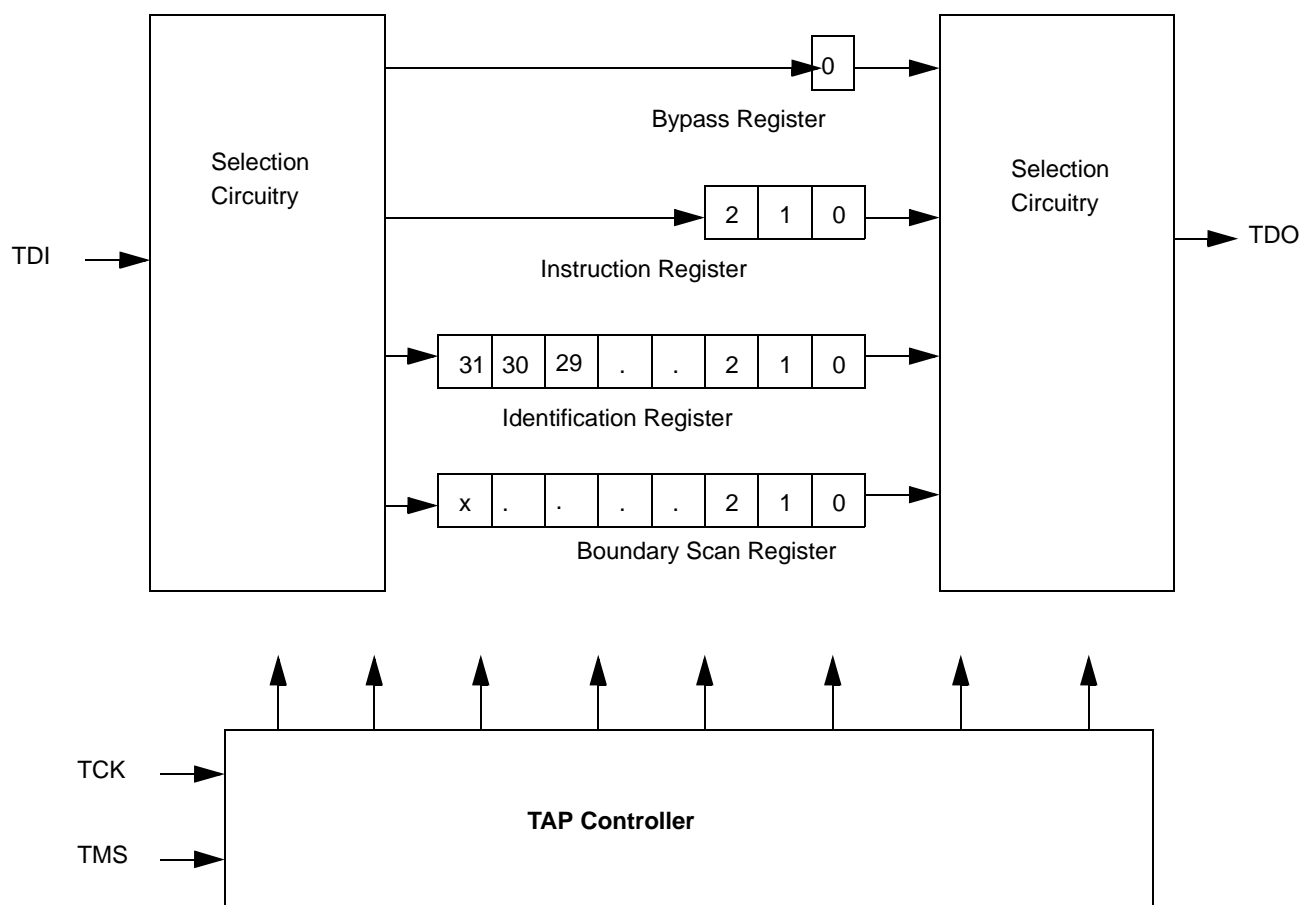 0
Bypass Register
Selection
Circuitry
Selection
Circuitry
2 1 0
TDI
TDO
Instruction Register
31 30 29 . . 2 1 0
Identification Register
x . . . . 2 1 0
Boundary Scan Register
TCK
TAP Controller
TMS